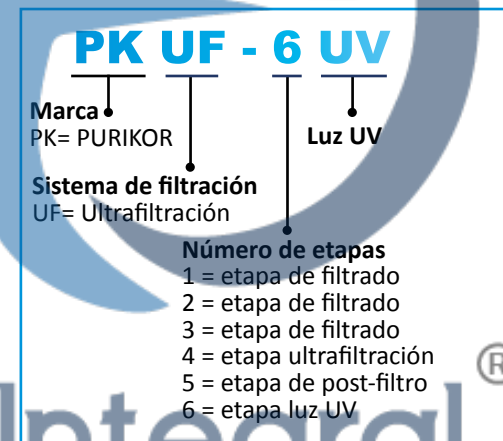 PK UF - 6 UV
Marca
PK= PURIKOR
Luz UV
Sistema de filtración
UF= Ultrafiltración
Número de etapas
1 = etapa de filtrado
2 = etapa de filtrado
3 = etapa de filtrado
4 = etapa ultrafiltración
5 = etapa de post-filtro
6 = etapa luz UV
Integral®